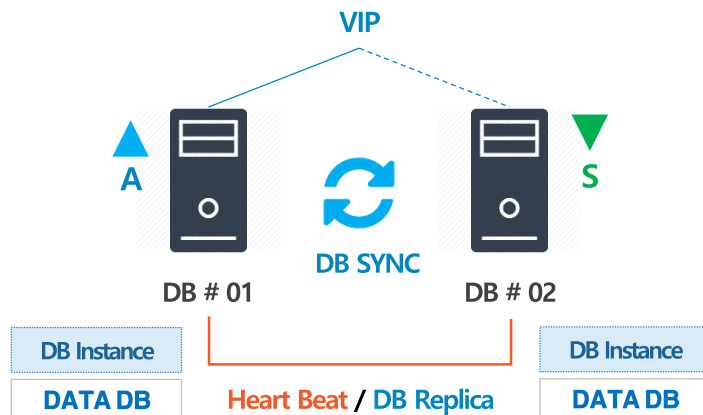 VIP
A
S
DB SYNC
DB # 01
DB # 02
DB Instance
DB Instance
DATA DB
Heart Beat / DB Replica
DATA DB